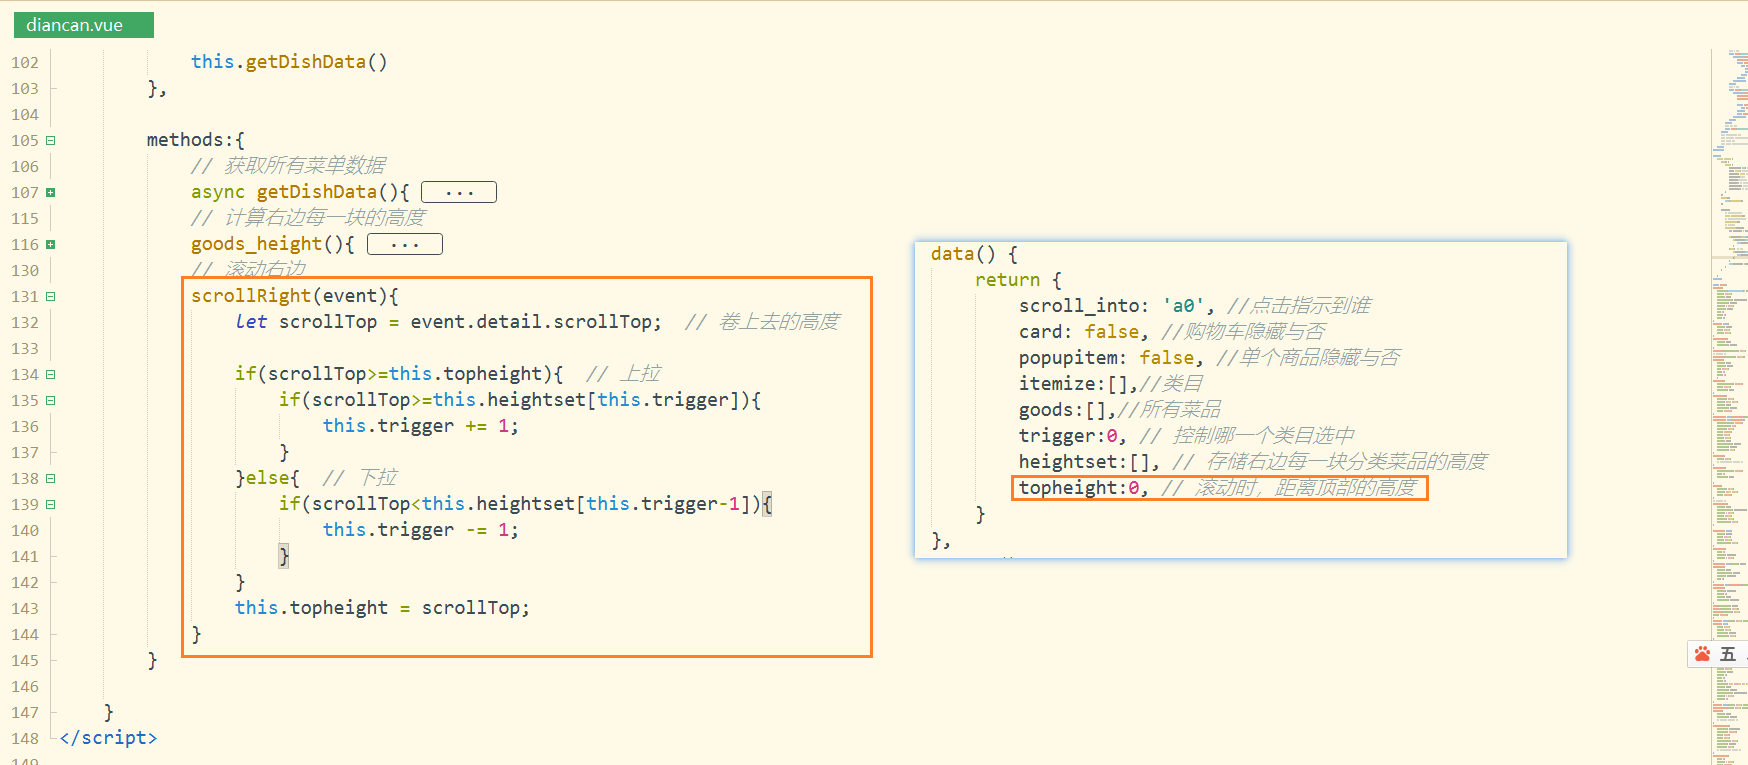 diancan.vue
102 this.getDishData()
103 },
104
105 methods:{
106 // 获取所有菜单数据
107 async getDishData(){ ...
115 // 计算右边每一块的高度
116 goods_height(){ ...
130 // 滚动右边
131 scrollRight(event){
132 let scrollTop = event.detail.scrollTop; // 卷上去的高度
133
134 if(scrollTop>=this.topheight){ // 上拉
135 if(scrollTop>=this.heightset[this.trigger]){
136 this.trigger += 1;
137 }
138 }else{ // 下拉
139 if(scrollTop<this.heightset[this.trigger-1]){
140 this.trigger -= 1;
141 }
142 }
143 this.topheight = scrollTop;
144 }
145 }
146
147 }
148 </script>
149
data() {
return {
scroll_into: 'a0', //点击指示到谁
card: false, //购物车隐藏与否
popupitem: false, //单个商品隐藏与否
itemize:[],//类目
goods:[],//所有菜品
trigger:0, // 控制哪一个类目选中
heightset:[], // 存储右边每一块分类菜品的高度
topheight:0, // 滚动时，距离顶部的高度
}
},
五